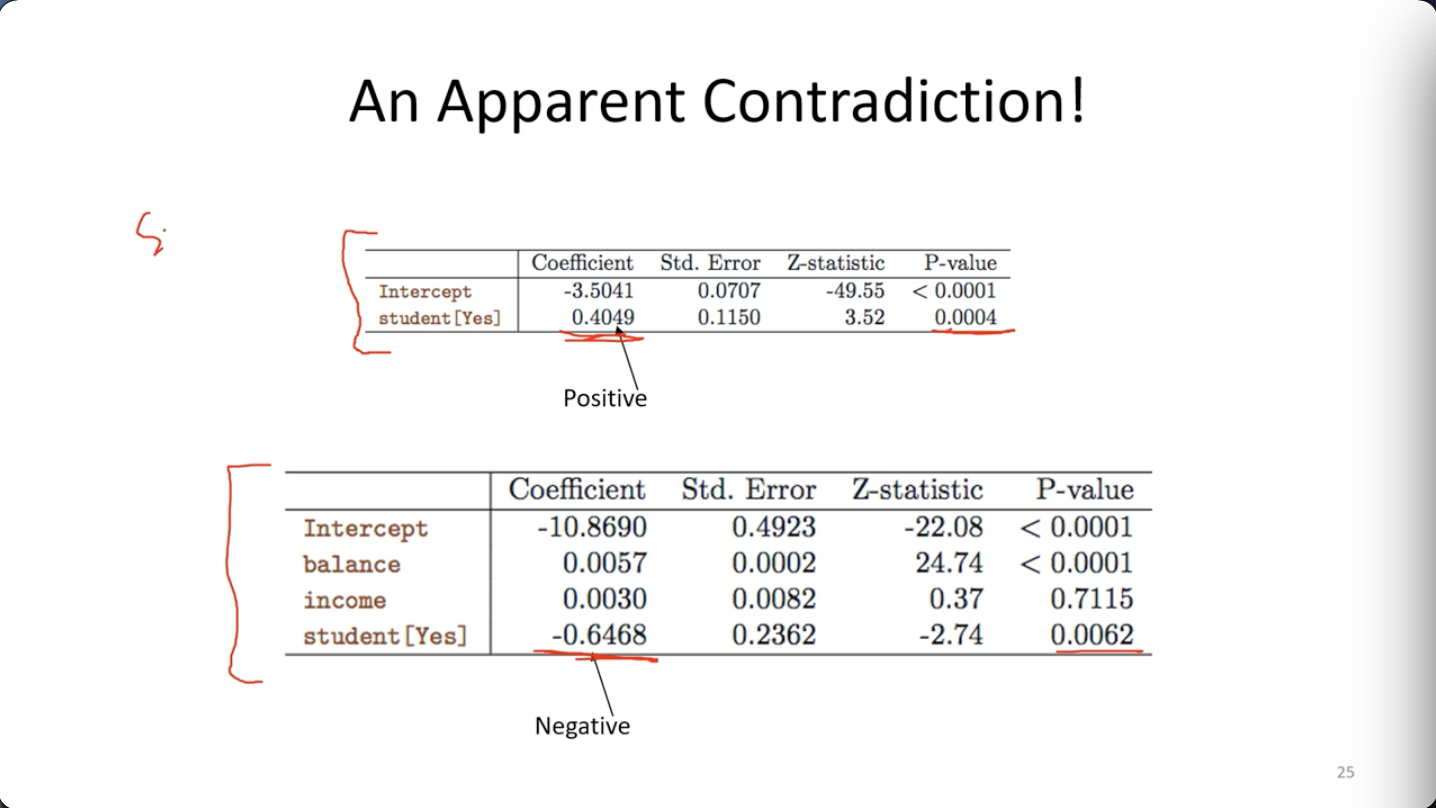 An Apparent Contradiction!
Coefficient Std. Error Z-statistic P-value
Intercept -3.5041 0.0707 -49.55 < 0.0001
student[Yes] 0.4049 0.1150 3.52 0.0004
Positive
Coefficient Std. Error Z-statistic P-value
Intercept -10.8690 0.4923 -22.08 < 0.0001
balance 0.0057 0.0002 24.74 < 0.0001
income 0.0030 0.0082 0.37 0.7115
student[Yes] -0.6468 0.2362 -2.74 0.0062
Negative
25